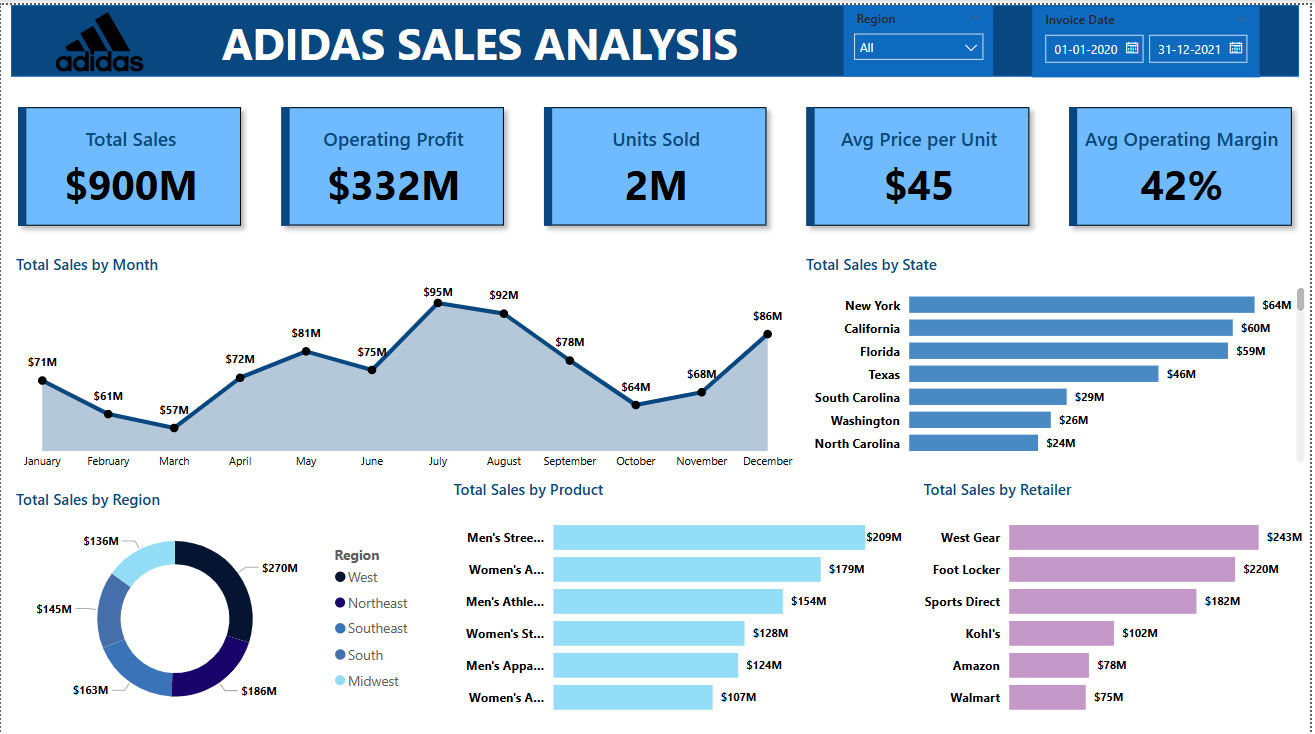 adidas
ADIDAS SALES ANALYSIS
Region
All
Invoice Date
01-01-2020
31-12-2021
Total Sales
$900M
Operating Profit
$332M
Units Sold
2M
Avg Price per Unit
$45
Avg Operating Margin
42%
Total Sales by Month
$71M
$61M
$57M
$72M
$81M
$75M
$95M
$92M
$78M
$64M
$68M
$86M
January February March April May June July August September October November December
Total Sales by State
New York $64M
California $60M
Florida $59M
Texas $46M
South Carolina $29M
Washington $26M
North Carolina $24M
Total Sales by Region
$136M
$270M
$145M
$163M
$186M
Region
West
Northeast
Southeast
South
Midwest
Total Sales by Product
Men's Stree... $209M
Women's A... $179M
Men's Athle... $154M
Women's St... $128M
Men's Appa... $124M
Women's A... $107M
Total Sales by Retailer
West Gear $243M
Foot Locker $220M
Sports Direct $182M
Kohl's $102M
Amazon $78M
Walmart $75M